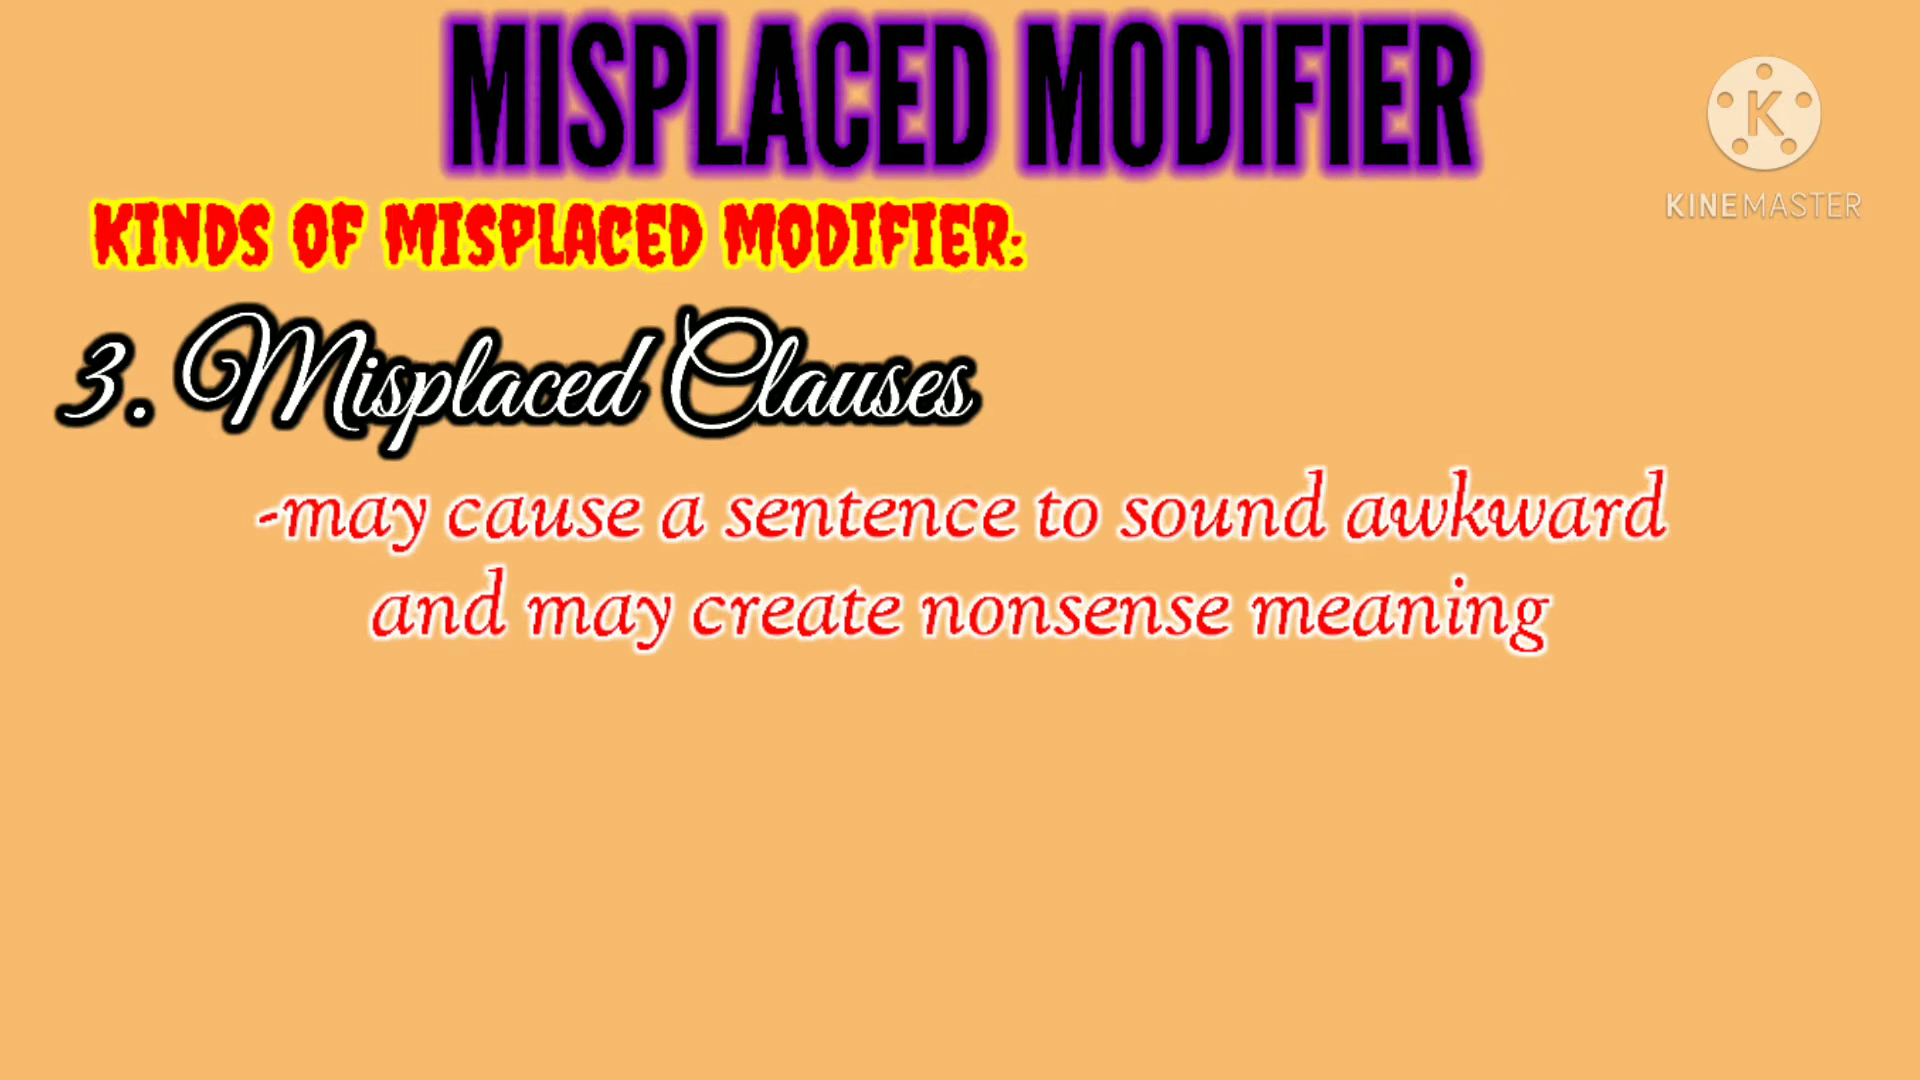 MISPLACED MODIFIER
K
KINEMASTER
KINDS OF MISPLACED MODIFIER:
3. Misplaced Clauses
-may cause a sentence to sound awkward
and may create nonsense meaning